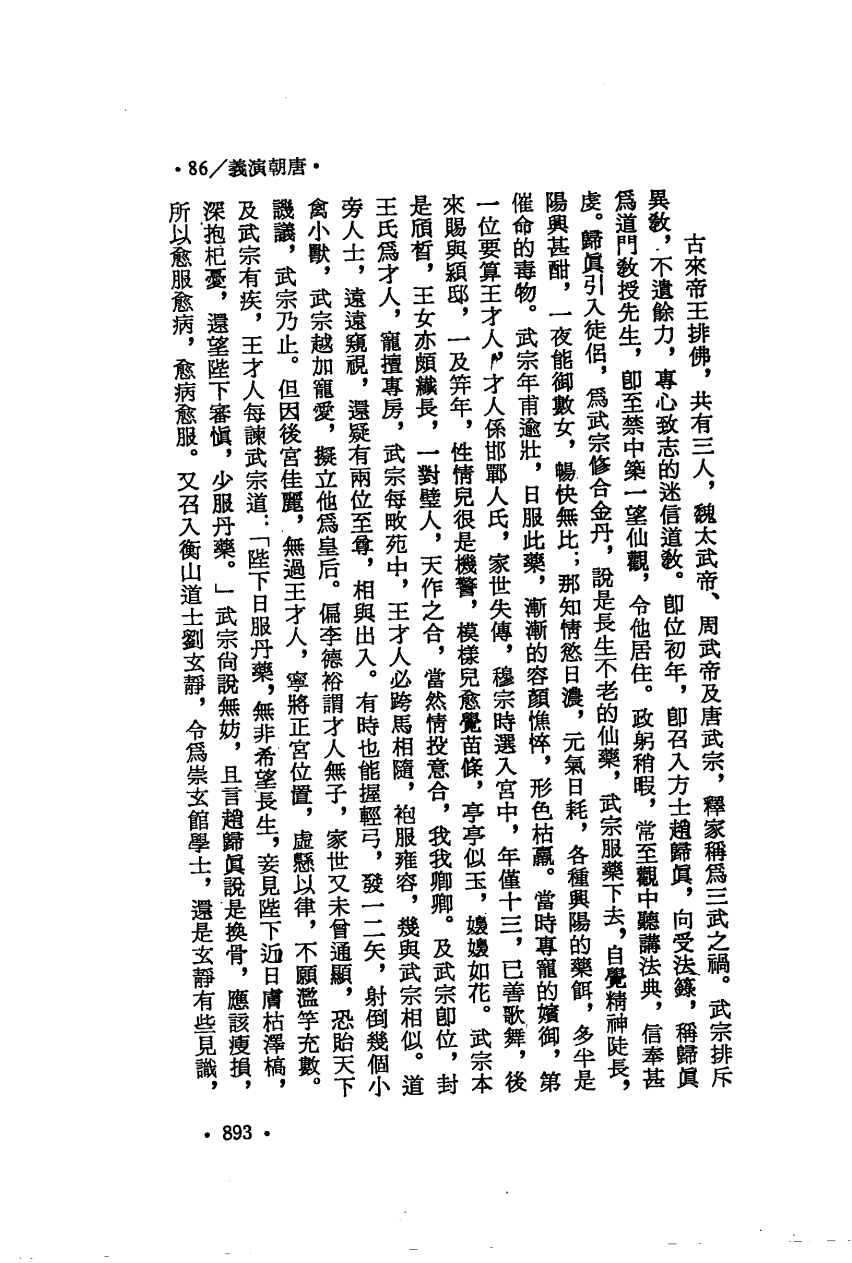 ·86／義演朝唐·
古來帝王排佛，共有三人，魏太武帝、周武帝及唐武宗，釋家稱爲三武之禍。武宗排斥
異敎，不遺餘力，專心致志的迷信道敎。卽位初年，卽召入方士趙歸眞，向受法籙，稱歸眞
爲道門敎授先生，卽至禁中築一望仙觀，令他居住。政躬稍暇，常至觀中聽講法典，信奉甚
虔。歸眞引入徒侶，爲武宗修合金丹，說是長生不老的仙藥，武宗服藥下去，自覺精神陡長，
陽興甚酣，一夜能御數女，暢快無比；那知情慾日濃，元氣日耗，各種興陽的藥餌，多半是
催命的毒物。武宗年甫逾壯，日服此藥，漸漸的容顏憔悴，形色枯羸。當時專寵的嬪御，第
一位要算王才人，才人係邯鄲人氏，家世失傳，穆宗時選入宮中，年僅十三，已善歌舞，後
來賜與潁邸，一及笄年，性情兒很是機警，模樣兒愈覺苗條，亭亭似玉，嬝嬝如花。武宗本
是頎晳，王女亦頗纖長，一對璧人，天作之合，當然情投意合，我我卿卿。及武宗卽位，封
王氏爲才人，寵擅專房，武宗每畋苑中，王才人必跨馬相隨，袍服雍容，幾與武宗相似。道
旁人士，遠遠窺視，還疑有兩位至尊，相與出入。有時也能握輕弓，發一二矢，射倒幾個小
禽小獸，武宗越加寵愛，擬立他爲皇后。偏李德裕謂才人無子，家世又未曾通顯，恐貽天下
譏議，武宗乃止。但因後宮佳麗，無過王才人，寧將正宮位置，虛懸以律，不願濫竽充數。
及武宗有疾，王才人每諫武宗道：「陛下日服丹藥，無非希望長生，妾見陛下近日膚枯澤槁，
深抱杞憂，還望陛下審愼，少服丹藥。」武宗尙說無妨，且言趙歸眞說是換骨，應該瘦損，
所以愈服愈病，愈病愈服。又召入衡山道士劉玄靜，令爲崇玄館學士，還是玄靜有些見識，
·893·